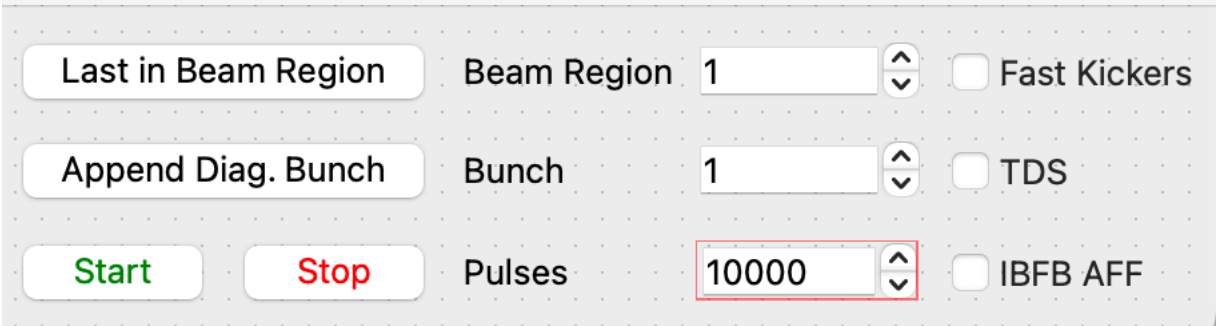 Last in Beam Region Beam Region 1 Fast Kickers
Append Diag. Bunch Bunch 1 TDS
Start Stop Pulses 10000 IBFB AFF